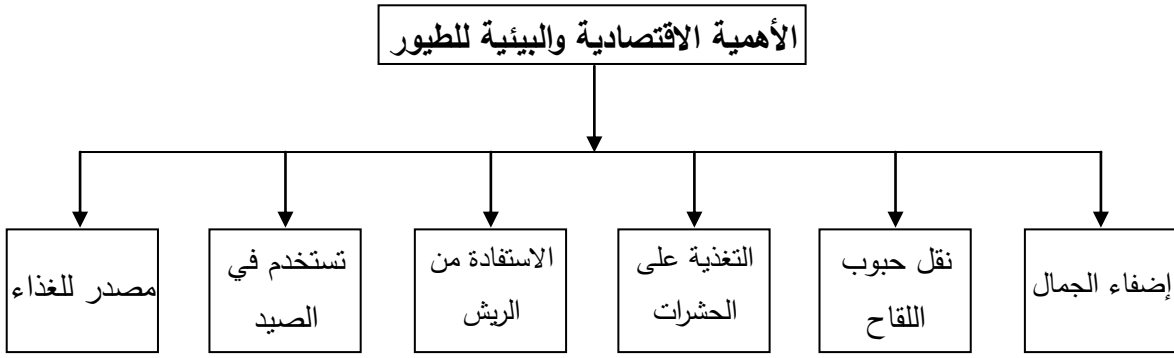 الأهمية الاقتصادية والبيئية للطيور
إضفاء الجمال
نقل حبوب
اللقاح
التغذية على
الحشرات
الاستفادة من
الريش
تستخدم في
الصيد
مصدر للغذاء